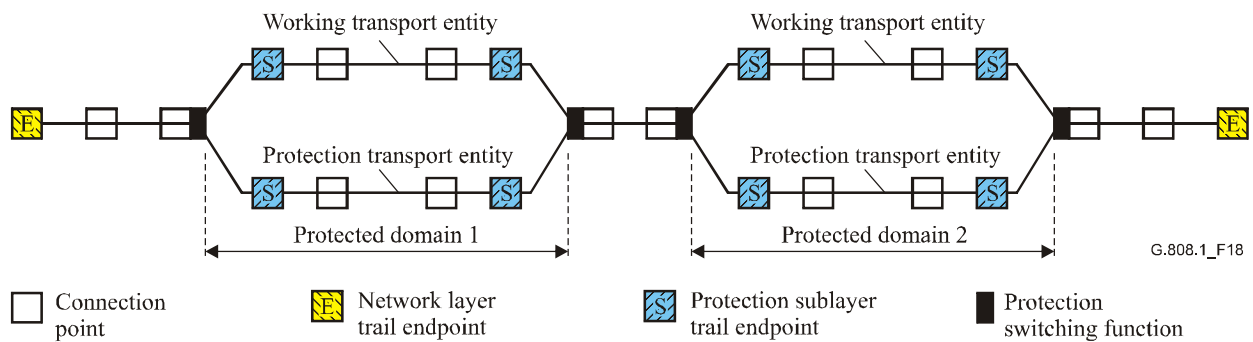 Working transport entity
Working transport entity
S
S
S
S
E
E
Protection transport entity
Protection transport entity
S
S
S
S
Protected domain 1
Protected domain 2
G.808.1_F18
Connection
point
E
Network layer
trail endpoint
S
Protection sublayer
trail endpoint
Protection
switching function